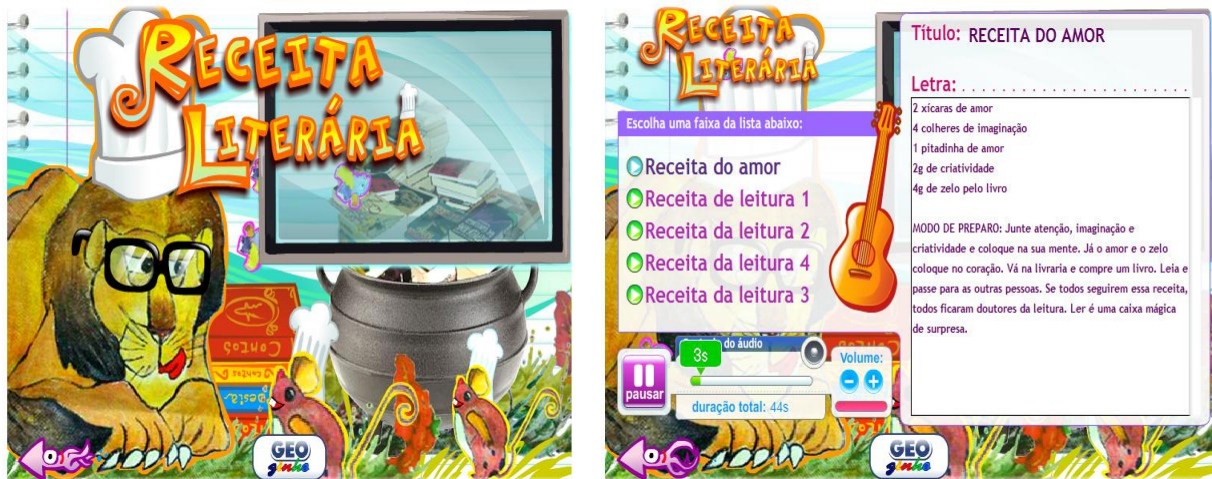 RECEITA
LITERÁRIA
Contos
GEO
ginho
RECEITA
LITERÁRIA
Escolha uma faixa da lista abaixo:
Receita do amor
Receita de leitura 1
Receita da leitura 2
Receita da leitura 4
Receita da leitura 3
do áudio
3s
pausar
duração total: 44s
Volume:
Título: RECEITA DO AMOR
Letra:
2 xícaras de amor
4 colheres de imaginação
1 pitadinha de amor
2g de criatividade
4g de zelo pelo livro
MODO DE PREPARO: Junte atenção, imaginação e
criatividade e coloque na sua mente. Já o amor e o zelo
coloque no coração. Vá na livraria e compre um livro. Leia e
passe para as outras pessoas. Se todos seguirem essa receita,
todos ficaram doutores da leitura. Ler é uma caixa mágica
de surpresa.
GEO
ginho